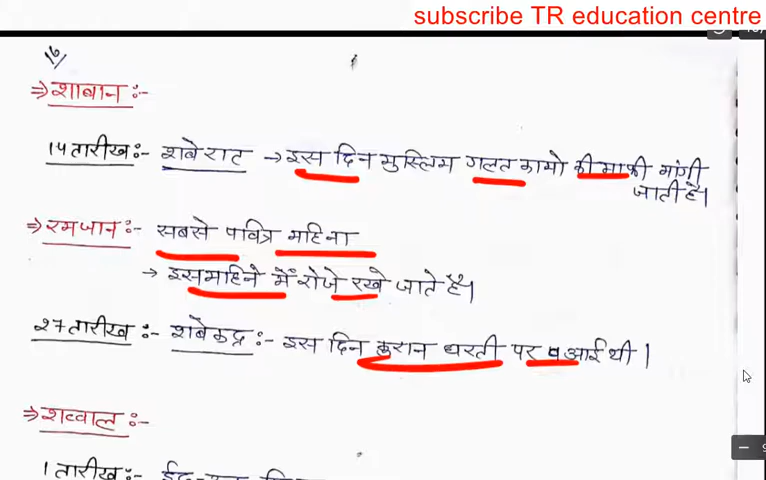 subscribe TR education centre
16
⇒ शाबान :-
14 तारीख :- शबे रात → इस दिन मुस्लिम गलत कामो की माफी मांगी
जाती है।
⇒ रमजान :- सबसे पवित्र महिना
→ इस महिने में रोजे रखे जाते है।
27 तारीख :- शबेकद्र :- इस दिन कुरान धरती पर आई थी।
⇒ शव्वाल :-
1 तारीख :-